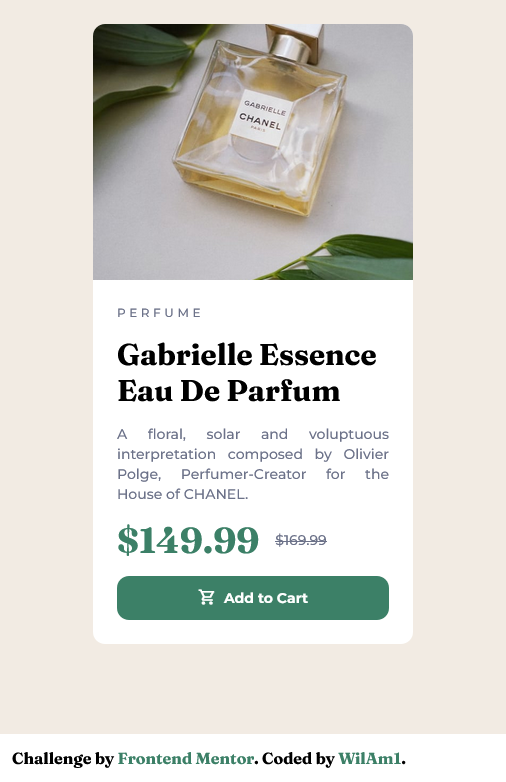 GABRIELLE
CHANEL
PARIS
PERFUME
Gabrielle Essence
Eau De Parfum
A floral, solar and voluptuous
interpretation composed by Olivier
Polge, Perfumer-Creator for the
House of CHANEL.
$149.99 $169.99
Add to Cart
Challenge by Frontend Mentor. Coded by WilAm1.